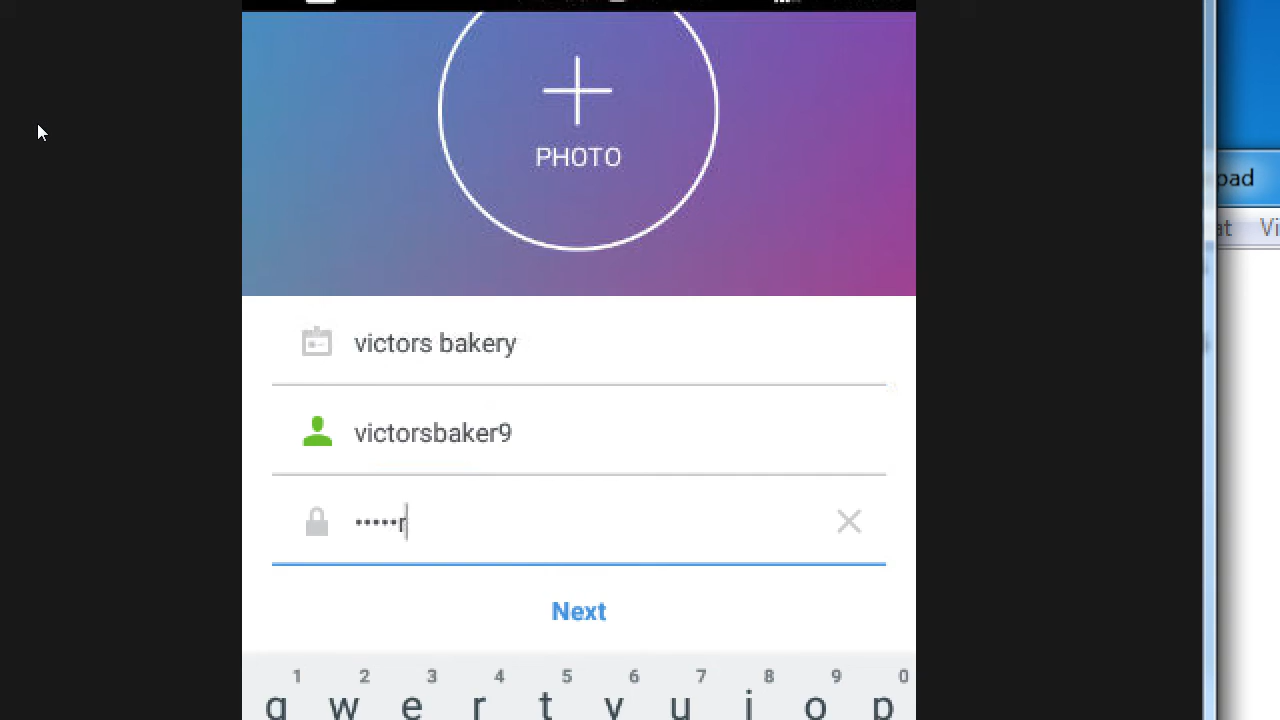 PHOTO
pad
at Vi
victors bakery
victorsbaker9
•••••r
Next
1 2 3 4 5 6 7 8 9 0
q w e r t y u i o p